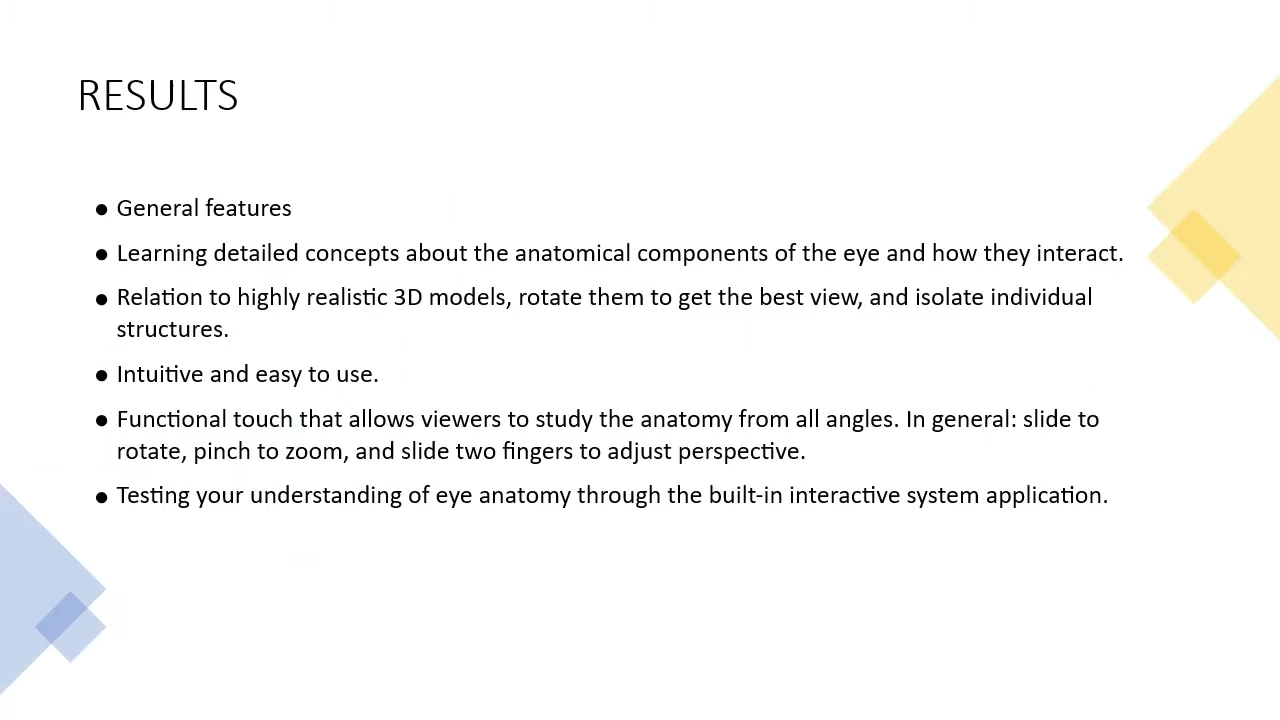 RESULTS
● General features
● Learning detailed concepts about the anatomical components of the eye and how they interact.
● Relation to highly realistic 3D models, rotate them to get the best view, and isolate individual
structures.
● Intuitive and easy to use.
● Functional touch that allows viewers to study the anatomy from all angles. In general: slide to
rotate, pinch to zoom, and slide two fingers to adjust perspective.
● Testing your understanding of eye anatomy through the built-in interactive system application.